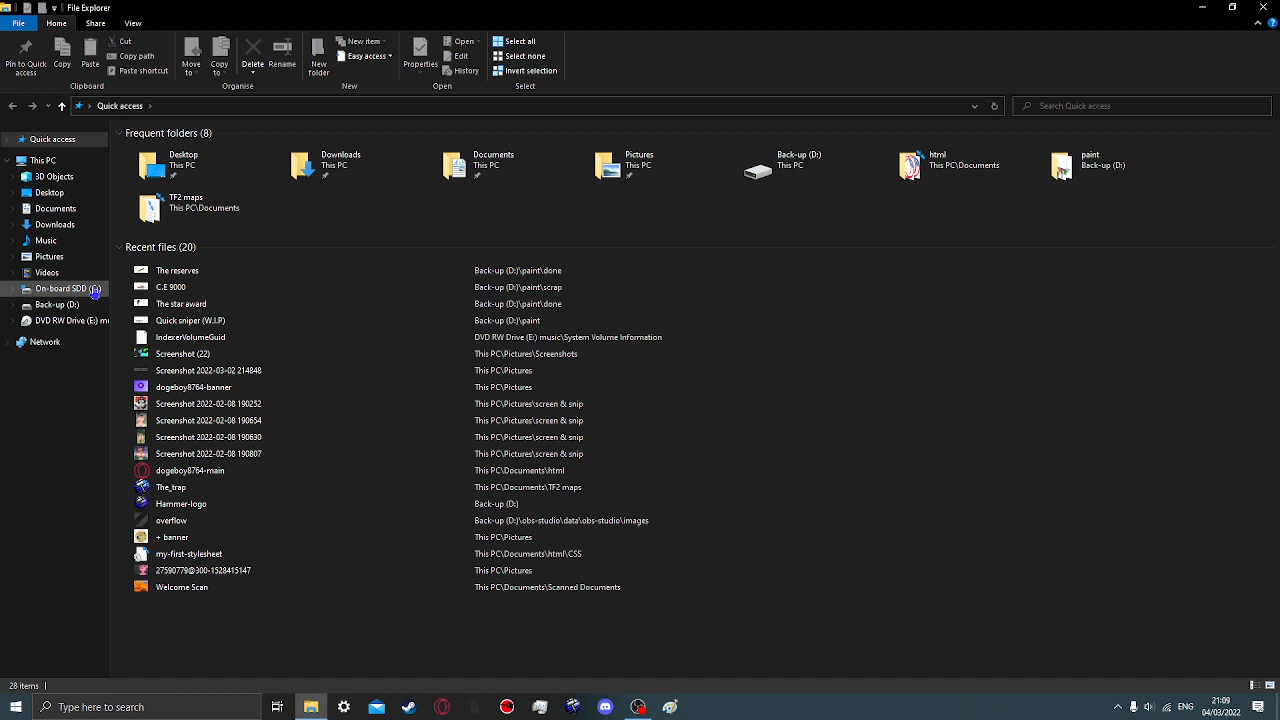 File Explorer
File Home Share View
Pin to Quick access
Copy
Paste
Cut
Copy path
Paste shortcut
Clipboard
Move to
Copy to
Delete
Rename
Organise
New folder
New item
Easy access
New
Properties
Open
Edit
History
Open
Select all
Select none
Invert selection
Select
Quick access
Search Quick access
Quick access
This PC
3D Objects
Desktop
Documents
Downloads
Music
Pictures
Videos
On-board SDD
Back-up (D:)
DVD RW Drive (E:)
Network
Frequent folders (8)
Desktop
This PC
Downloads
This PC
Documents
This PC
Pictures
This PC
Back-up (D:)
This PC
html
This PC\Documents
paint
Back-up (D:)
TF2 maps
This PC\Documents
Recent files (20)
The reserves Back-up (D:)\paint\done
C.E 9000 Back-up (D:)\paint\scrap
The star award Back-up (D:)\paint\done
Quick sniper (W.I.P) Back-up (D:)\paint
IndexerVolumeGuid DVD RW Drive (E:) music\System Volume Information
Screenshot (22) This PC\Pictures\Screenshots
Screenshot 2022-03-02 214848 This PC\Pictures
dogeboy8764-banner This PC\Pictures
Screenshot 2022-02-08 190252 This PC\Pictures\screen & snip
Screenshot 2022-02-08 190654 This PC\Pictures\screen & snip
Screenshot 2022-02-08 190630 This PC\Pictures\screen & snip
Screenshot 2022-02-08 190807 This PC\Pictures\screen & snip
dogeboy8764-main This PC\Documents\html
The_trap This PC\Documents\TF2 maps
Hammer-logo Back-up (D:)
overflow Back-up (D:)\obs-studio\data\obs-studio\images
+ banner This PC\Pictures
my-first-stylesheet This PC\Documents\html\CSS
27590779@300-1528415147 This PC\Pictures
Welcome Scan This PC\Documents\Scanned Documents
28 items
Type here to search
ENG
21:09
04/03/2022